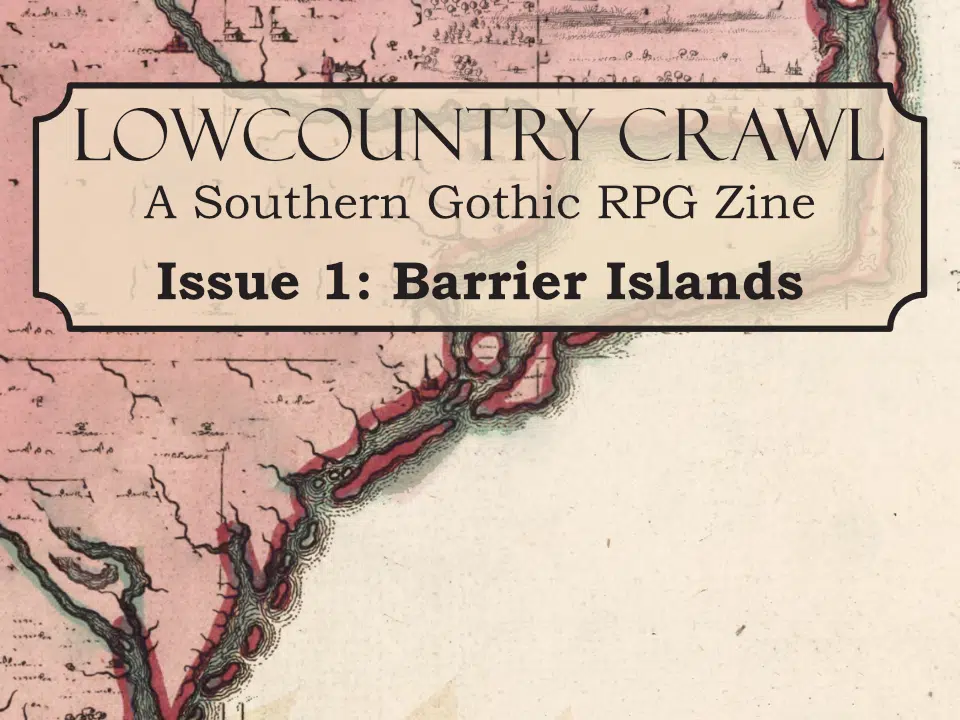 LOWCOUNTRY CRAWL
A Southern Gothic RPG Zine
Issue 1: Barrier Islands